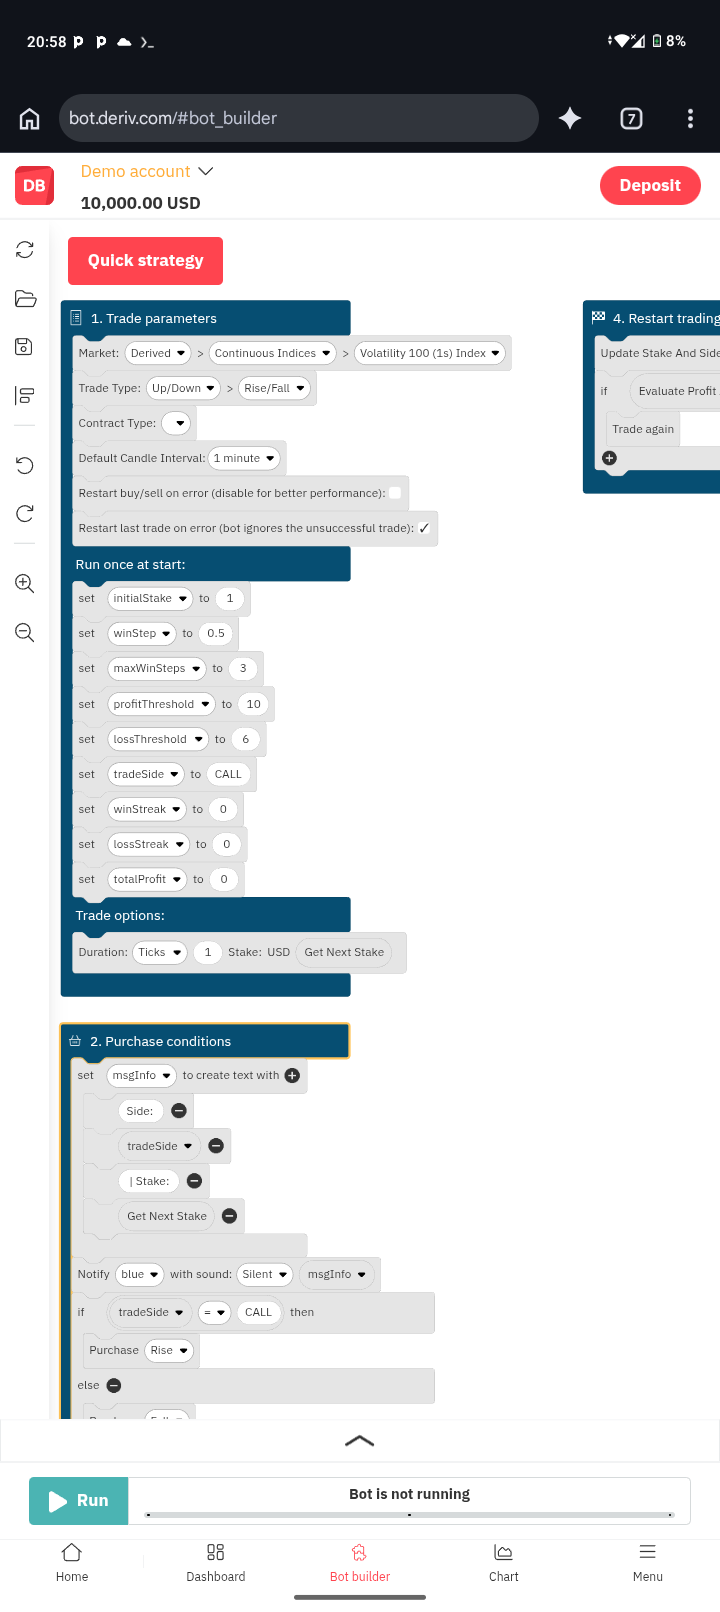 20:58
8%
bot.deriv.com/#bot_builder
7
DB
Demo account
10,000.00 USD
Deposit
Quick strategy
1. Trade parameters
Market: Derived > Continuous Indices > Volatility 100 (1s) Index
Trade Type: Up/Down > Rise/Fall
Contract Type:
Default Candle Interval: 1 minute
Restart buy/sell on error (disable for better performance):
Restart last trade on error (bot ignores the unsuccessful trade): ✓
Run once at start:
set initialStake to 1
set winStep to 0.5
set maxWinSteps to 3
set profitThreshold to 10
set lossThreshold to 6
set tradeSide to CALL
set winStreak to 0
set lossStreak to 0
set totalProfit to 0
Trade options:
Duration: Ticks 1 Stake: USD Get Next Stake
4. Restart trading
Update Stake And Side
if Evaluate Profit
Trade again
2. Purchase conditions
set msgInfo to create text with
Side:
tradeSide
| Stake:
Get Next Stake
Notify blue with sound: Silent msgInfo
if tradeSide = CALL then
Purchase Rise
else
Run
Bot is not running
Home
Dashboard
Bot builder
Chart
Menu